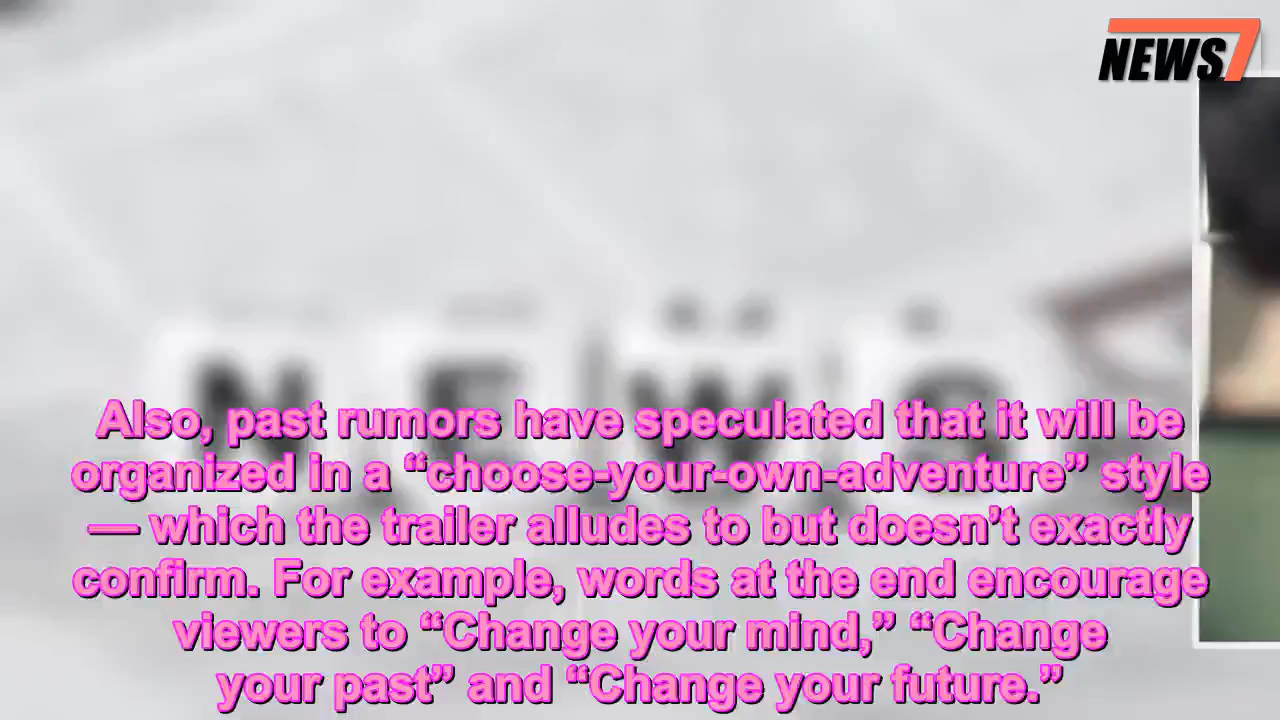 NEWS7
NEWS
Also, past rumors have speculated that it will be
organized in a “choose-your-own-adventure” style
— which the trailer alludes to but doesn’t exactly
confirm. For example, words at the end encourage
viewers to “Change your mind,” “Change
your past” and “Change your future.”